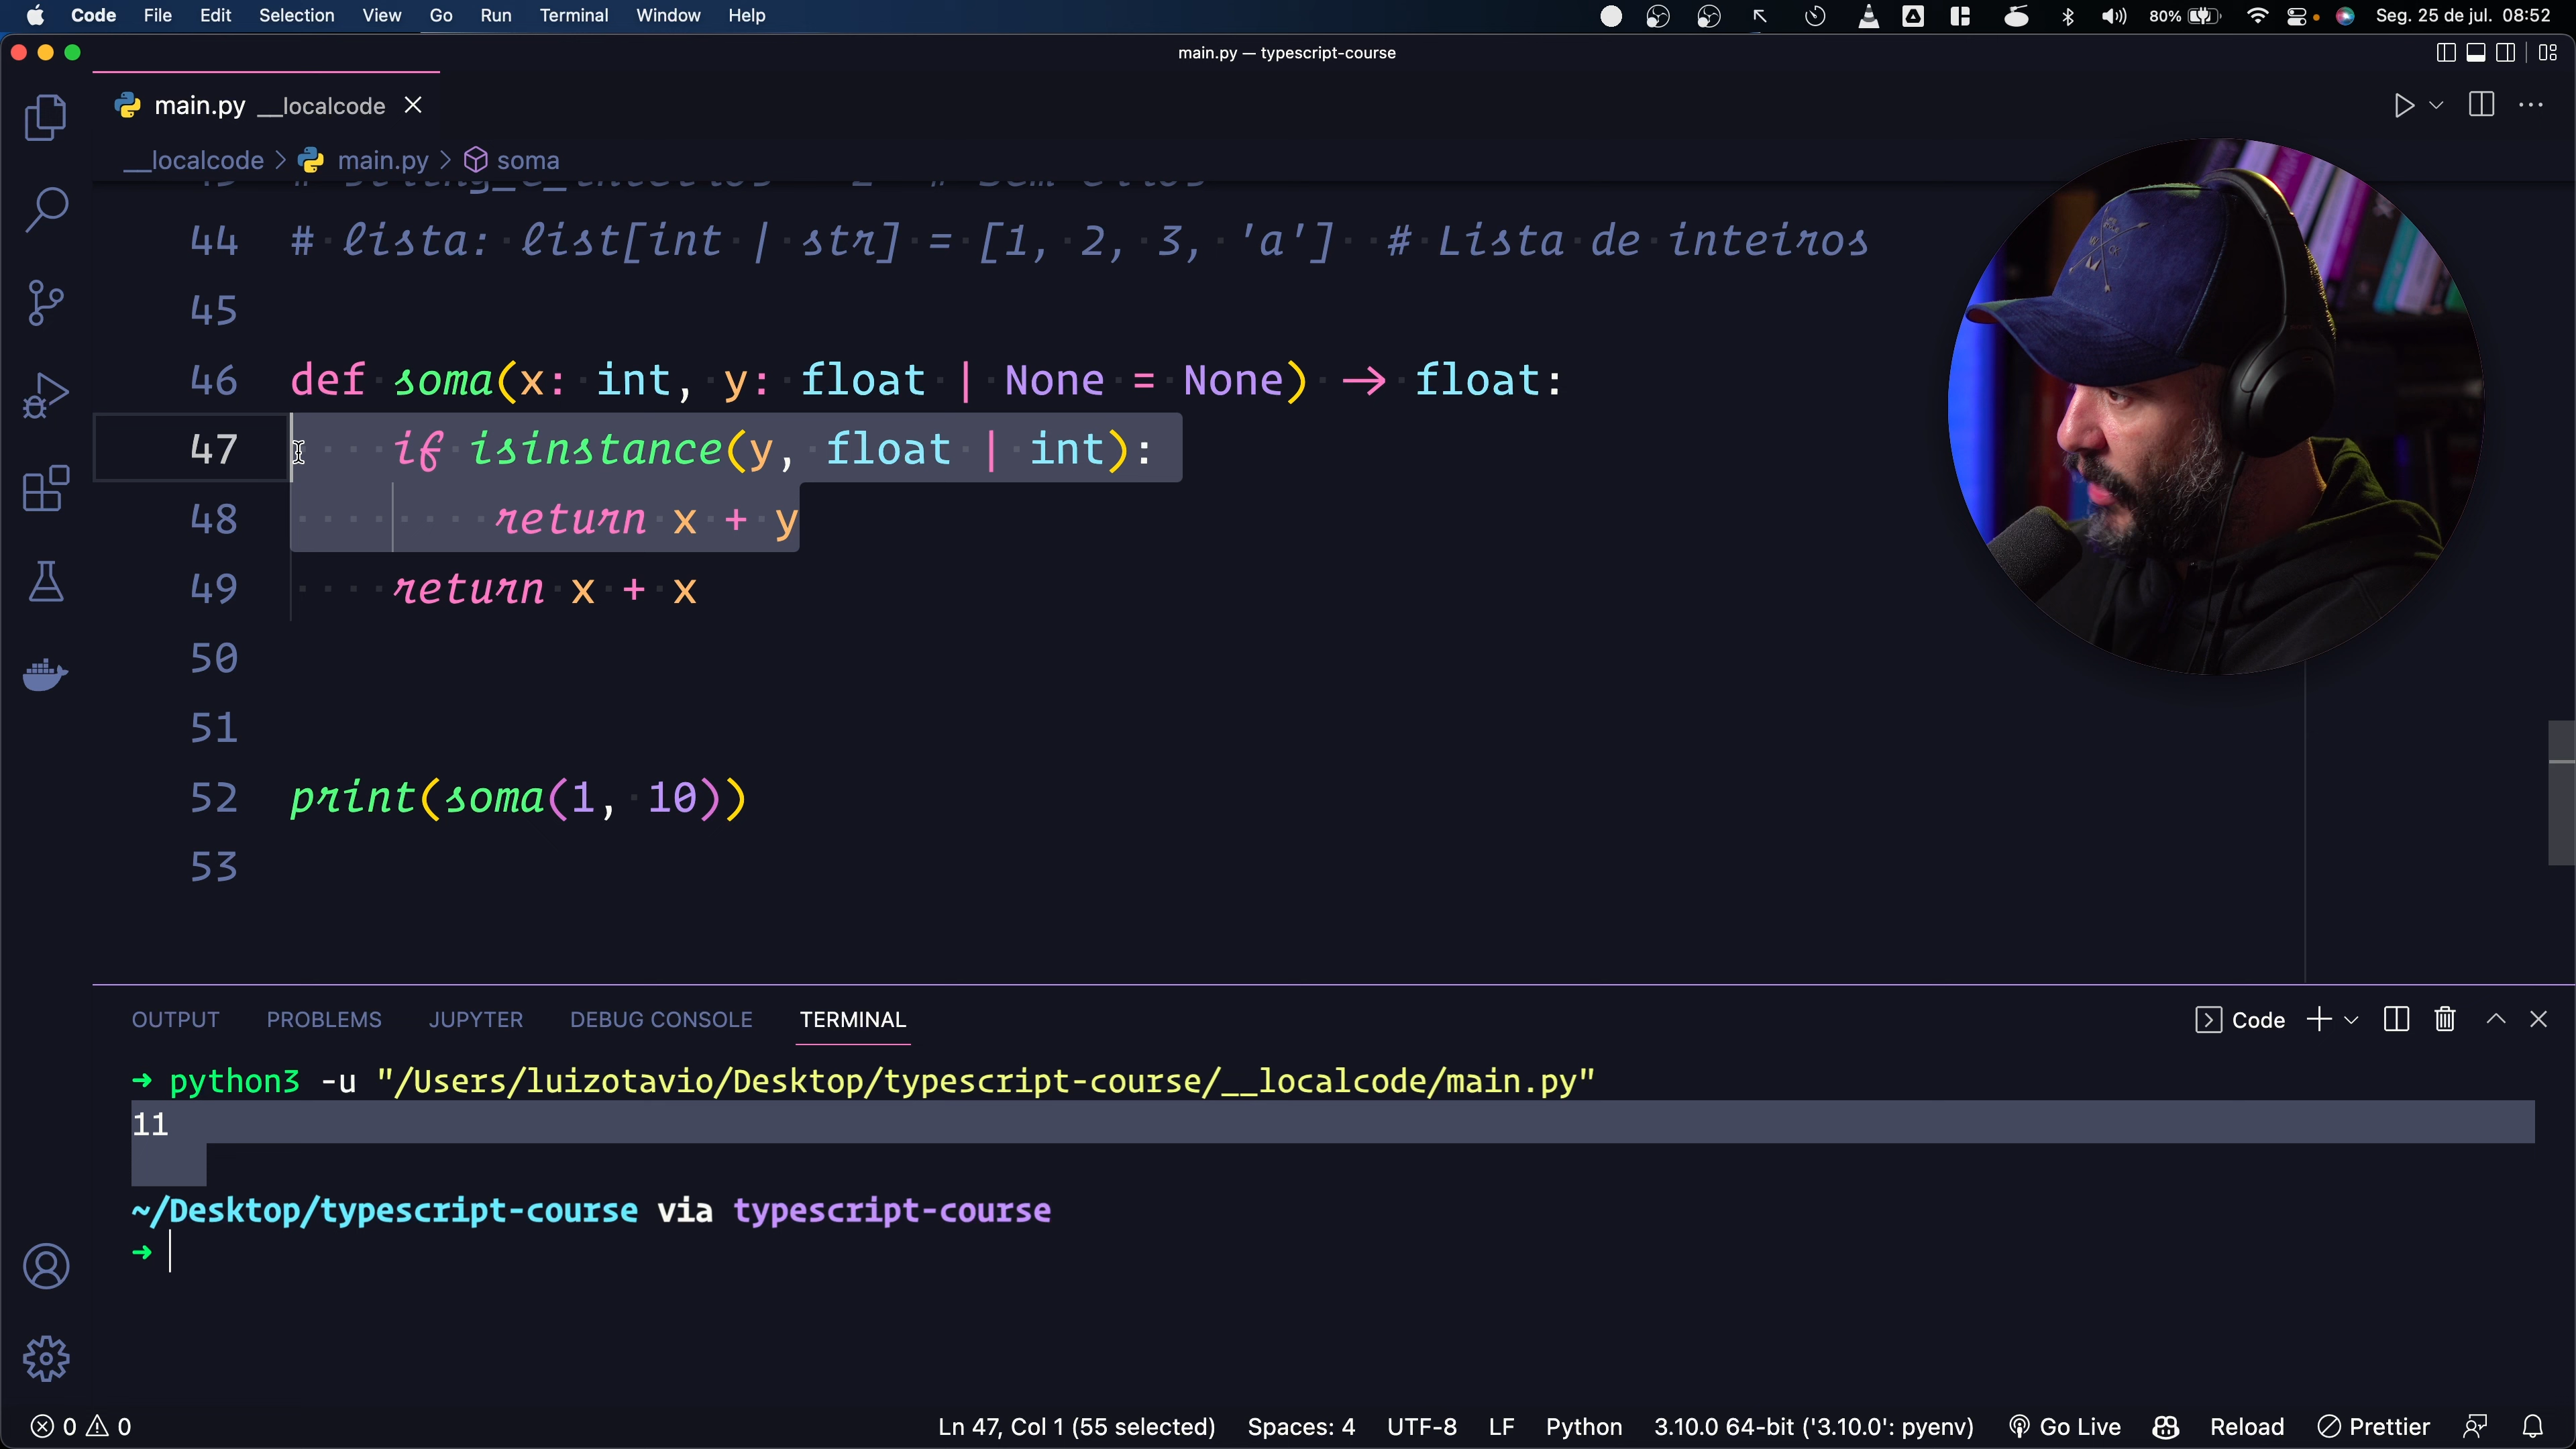 Code File Edit Selection View Go Run Terminal Window Help 80% Seg. 25 de jul. 08:52
main.py — typescript-course
main.py __localcode
__localcode > main.py > soma
44 # lista: list[int | str] = [1, 2, 3, 'a'] # Lista de inteiros
45
46 def soma(x: int, y: float | None = None) -> float:
47 if isinstance(y, float | int):
48 return x + y
49 return x + x
50
51
52 print(soma(1, 10))
53
OUTPUT PROBLEMS JUPYTER DEBUG CONSOLE TERMINAL Code
➜ python3 -u "/Users/luizotavio/Desktop/typescript-course/__localcode/main.py"
11
~/Desktop/typescript-course via typescript-course
➜
0 0 Ln 47, Col 1 (55 selected) Spaces: 4 UTF-8 LF Python 3.10.0 64-bit ('3.10.0': pyenv) Go Live Reload Prettier